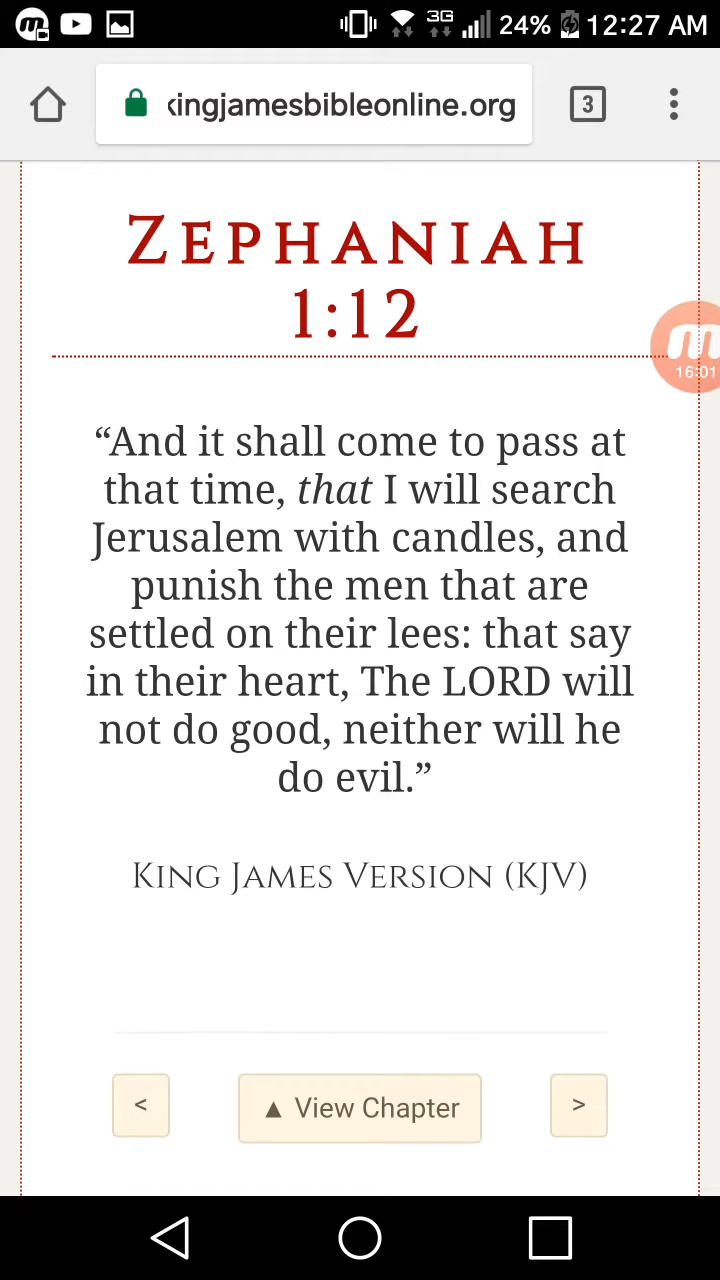 3G 24% 12:27 AM
kingjamesbibleonline.org 3
ZEPHANIAH
1:12
m
16:01
“And it shall come to pass at
that time, that I will search
Jerusalem with candles, and
punish the men that are
settled on their lees: that say
in their heart, The LORD will
not do good, neither will he
do evil.”
KING JAMES VERSION (KJV)
< ▲ View Chapter >